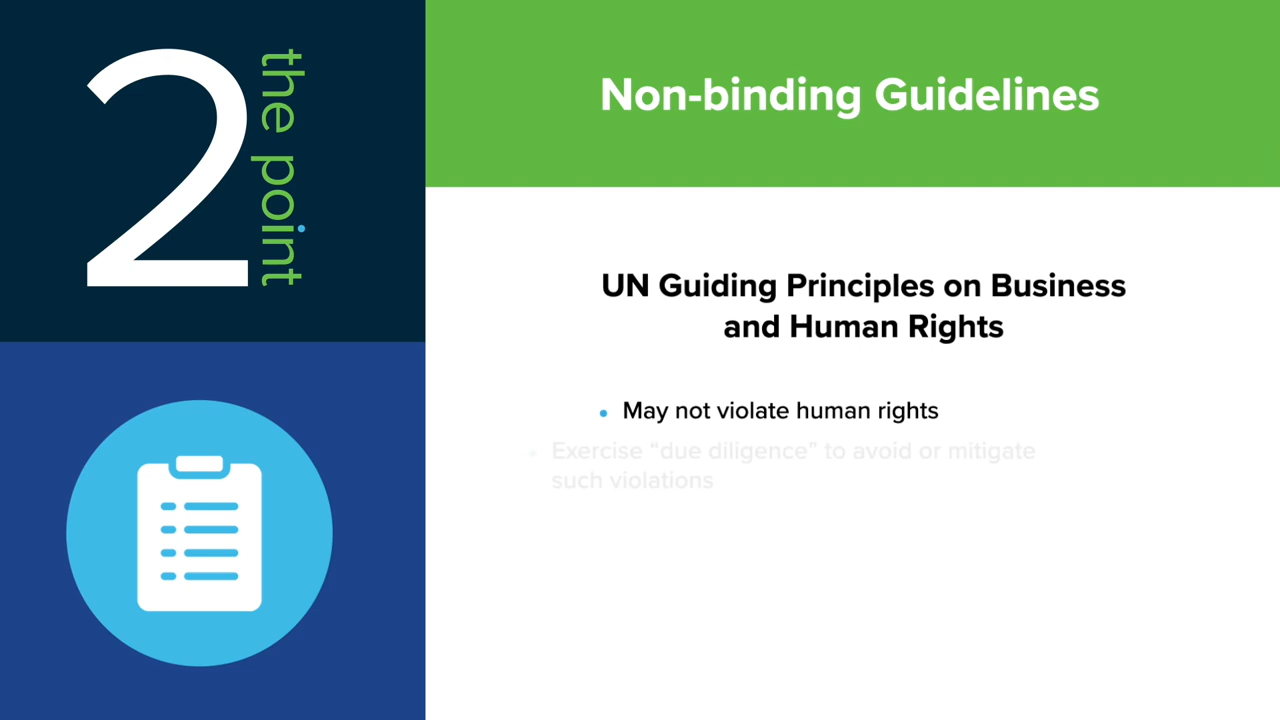 2 the point
Non-binding Guidelines
UN Guiding Principles on Business
and Human Rights
• May not violate human rights
• Exercise “due diligence” to avoid or mitigate
such violations